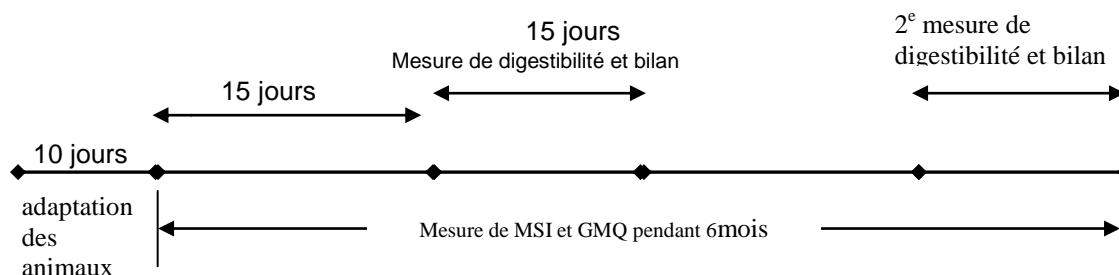 15 jours
Mesure de digestibilité et bilan
2e mesure de
digestibilité et bilan
15 jours
10 jours
adaptation
des
animaux
Mesure de MSI et GMQ pendant 6mois